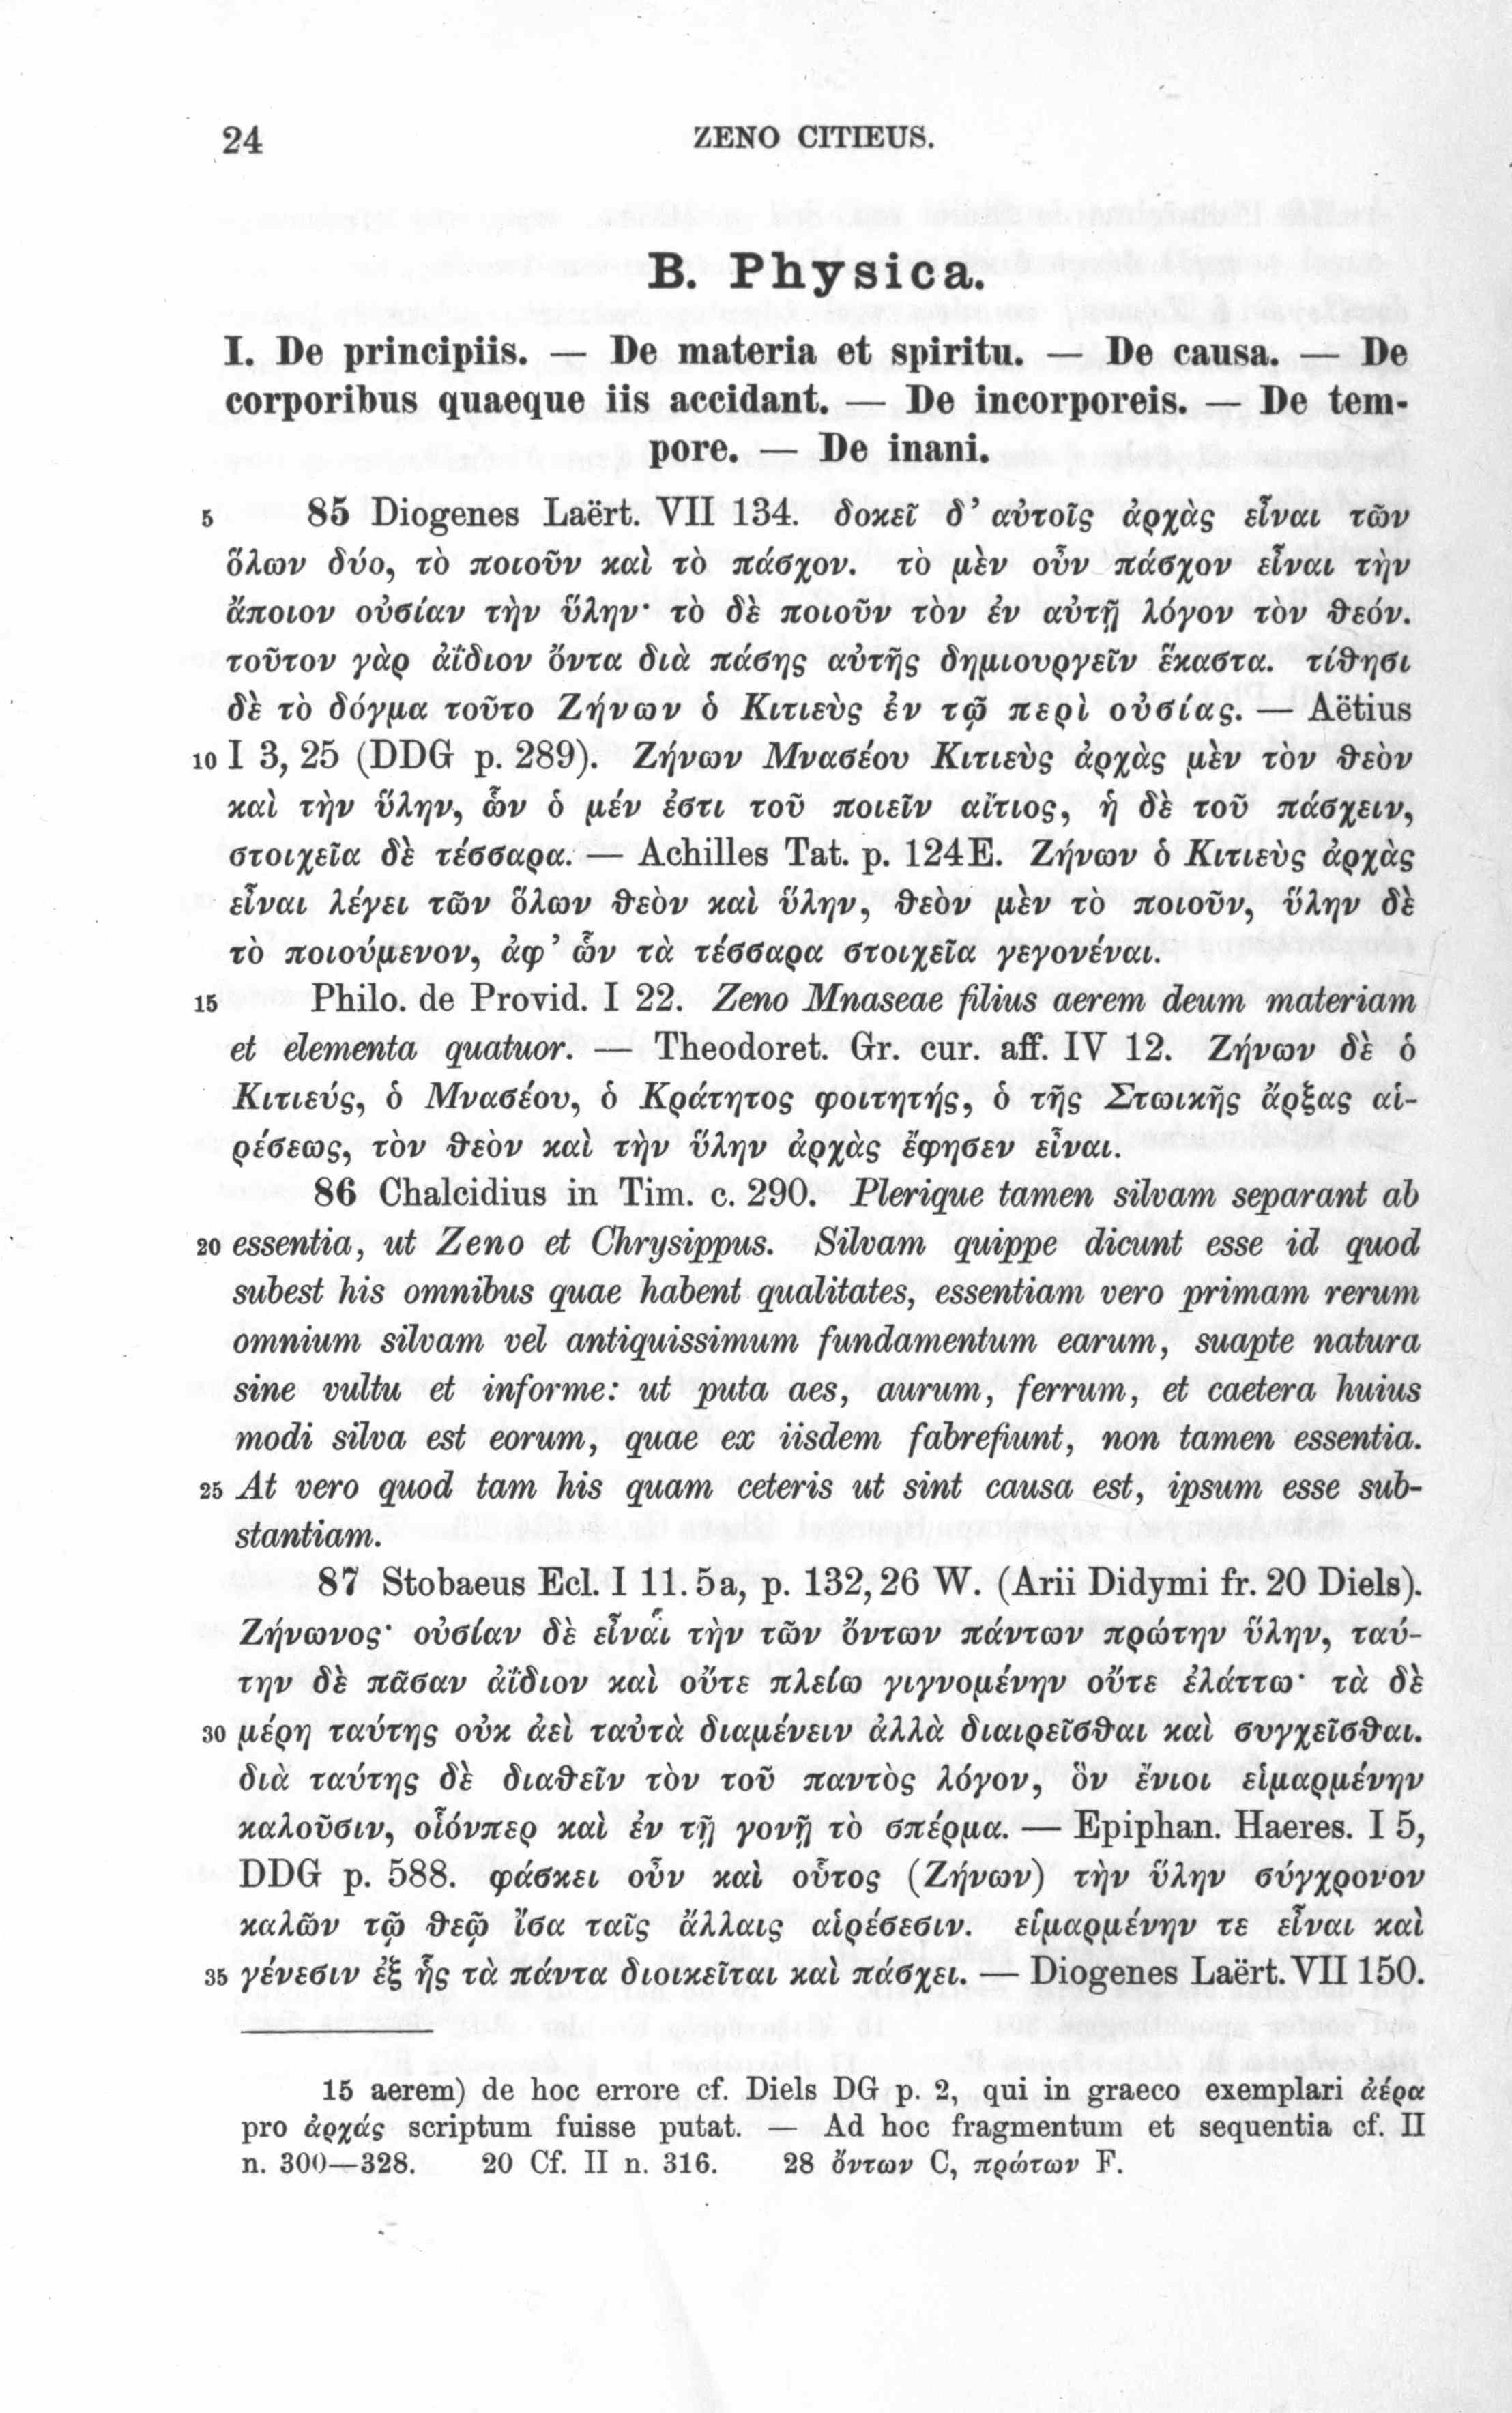 24 ZENO CITIEUS.
B. Physica.
I. De principiis. — De materia et spiritu. — De causa. — De
corporibus quaeque iis accidant. — De incorporeis. — De tem-
pore. — De inani.
5 85 Diogenes Laërt. VII 134. δοκεῖ δ’ αὐτοῖς ἀρχὰς εἶναι τῶν
ὅλων δύο, τὸ ποιοῦν καὶ τὸ πάσχον. τὸ μὲν οὖν πάσχον εἶναι τὴν
ἄποιον οὐσίαν τὴν ὕλην· τὸ δὲ ποιοῦν τὸν ἐν αὐτῇ λόγον τὸν θεόν.
τοῦτον γὰρ ἀΐδιον ὄντα διὰ πάσης αὐτῆς δημιουργεῖν ἕκαστα. τίθησι
δὲ τὸ δόγμα τοῦτο Ζήνων ὁ Κιτιεὺς ἐν τῷ περὶ οὐσίας. — Aëtius
10 I 3, 25 (DDG p. 289). Ζήνων Μνασέου Κιτιεὺς ἀρχὰς μὲν τὸν θεὸν
καὶ τὴν ὕλην, ὧν ὁ μέν ἐστι τοῦ ποιεῖν αἴτιος, ἡ δὲ τοῦ πάσχειν,
στοιχεῖα δὲ τέσσαρα. — Achilles Tat. p. 124E. Ζήνων ὁ Κιτιεὺς ἀρχὰς
εἶναι λέγει τῶν ὅλων θεὸν καὶ ὕλην, θεὸν μὲν τὸ ποιοῦν, ὕλην δὲ
τὸ ποιούμενον, ἀφ’ ὧν τὰ τέσσαρα στοιχεῖα γεγονέναι.
15 Philo. de Provid. I 22. Zeno Mnaseae filius aerem deum materiam
et elementa quatuor. — Theodoret. Gr. cur. aff. IV 12. Ζήνων δὲ ὁ
Κιτιεύς, ὁ Μνασέου, ὁ Κράτητος φοιτητής, ὁ τῆς Στωικῆς ἄρξας αἱ-
ρέσεως, τὸν θεὸν καὶ τὴν ὕλην ἀρχὰς ἔφησεν εἶναι.
86 Chalcidius in Tim. c. 290. Plerique tamen silvam separant ab
20 essentia, ut Zeno et Chrysippus. Silvam quippe dicunt esse id quod
subest his omnibus quae habent qualitates, essentiam vero primam rerum
omnium silvam vel antiquissimum fundamentum earum, suapte natura
sine vultu et informe: ut puta aes, aurum, ferrum, et caetera huius
modi silva est eorum, quae ex iisdem fabrefiunt, non tamen essentia.
25 At vero quod tam his quam ceteris ut sint causa est, ipsum esse sub-
stantiam.
87 Stobaeus Ecl. I 11. 5a, p. 132,26 W. (Arii Didymi fr. 20 Diels).
Ζήνωνος· οὐσίαν δὲ εἶναι τὴν τῶν ὄντων πάντων πρώτην ὕλην, ταύ-
την δὲ πᾶσαν ἀΐδιον καὶ οὔτε πλείω γιγνομένην οὔτε ἐλάττω· τὰ δὲ
30 μέρη ταύτης οὐκ ἀεὶ ταὐτὰ διαμένειν ἀλλὰ διαιρεῖσθαι καὶ συγχεῖσθαι.
διὰ ταύτης δὲ διαθεῖν τὸν τοῦ παντὸς λόγον, ὃν ἔνιοι εἱμαρμένην
καλοῦσιν, οἷόνπερ καὶ ἐν τῇ γονῇ τὸ σπέρμα. — Epiphan. Haeres. I 5,
DDG p. 588. φάσκει οὖν καὶ οὗτος (Ζήνων) τὴν ὕλην σύγχρονον
καλῶν τῷ θεῷ ἴσα ταῖς ἄλλαις αἱρέσεσιν. εἱμαρμένην τε εἶναι καὶ
35 γένεσιν ἐξ ἧς τὰ πάντα διοικεῖται καὶ πάσχει. — Diogenes Laërt. VII 150.
15 aerem) de hoc errore cf. Diels DG p. 2, qui in graeco exemplari ἀέρα
pro ἀρχάς scriptum fuisse putat. — Ad hoc fragmentum et sequentia cf. II
n. 300—328. 20 Cf. II n. 316. 28 ὄντων C, πρώτων F.